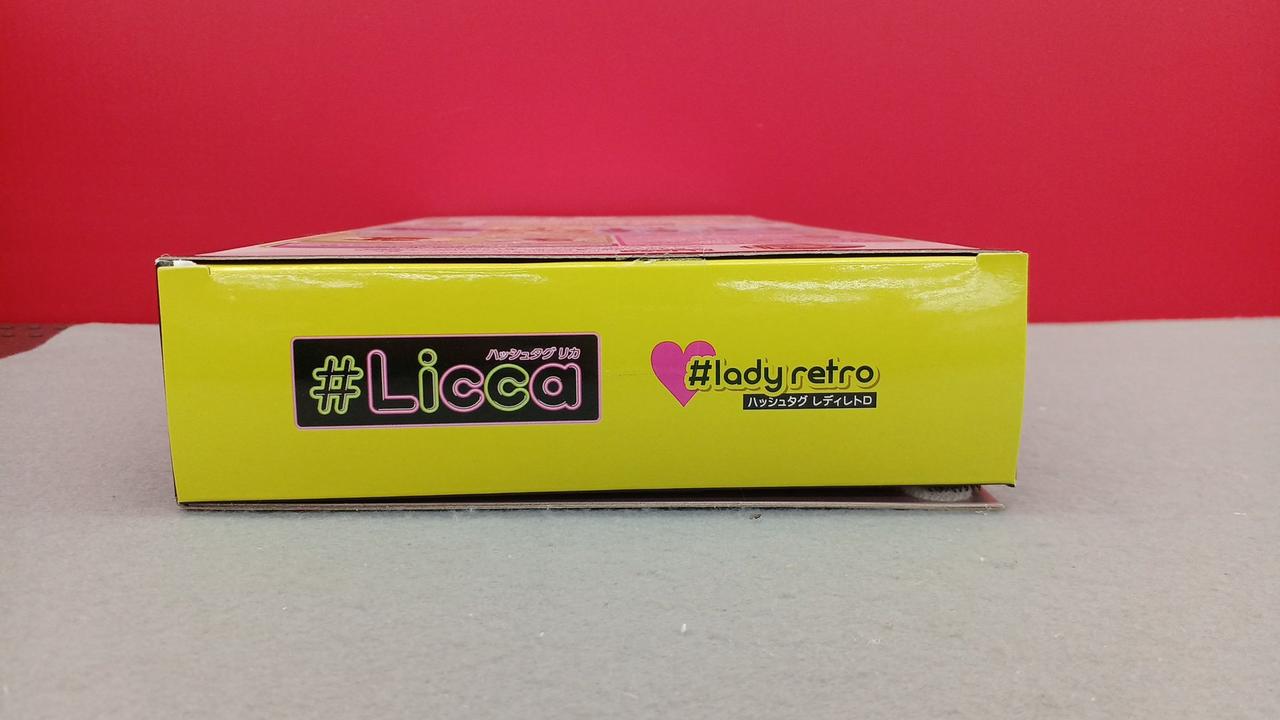 ハッシュタグ リカ
#Licca
#lady retro
ハッシュタグ レディレトロ